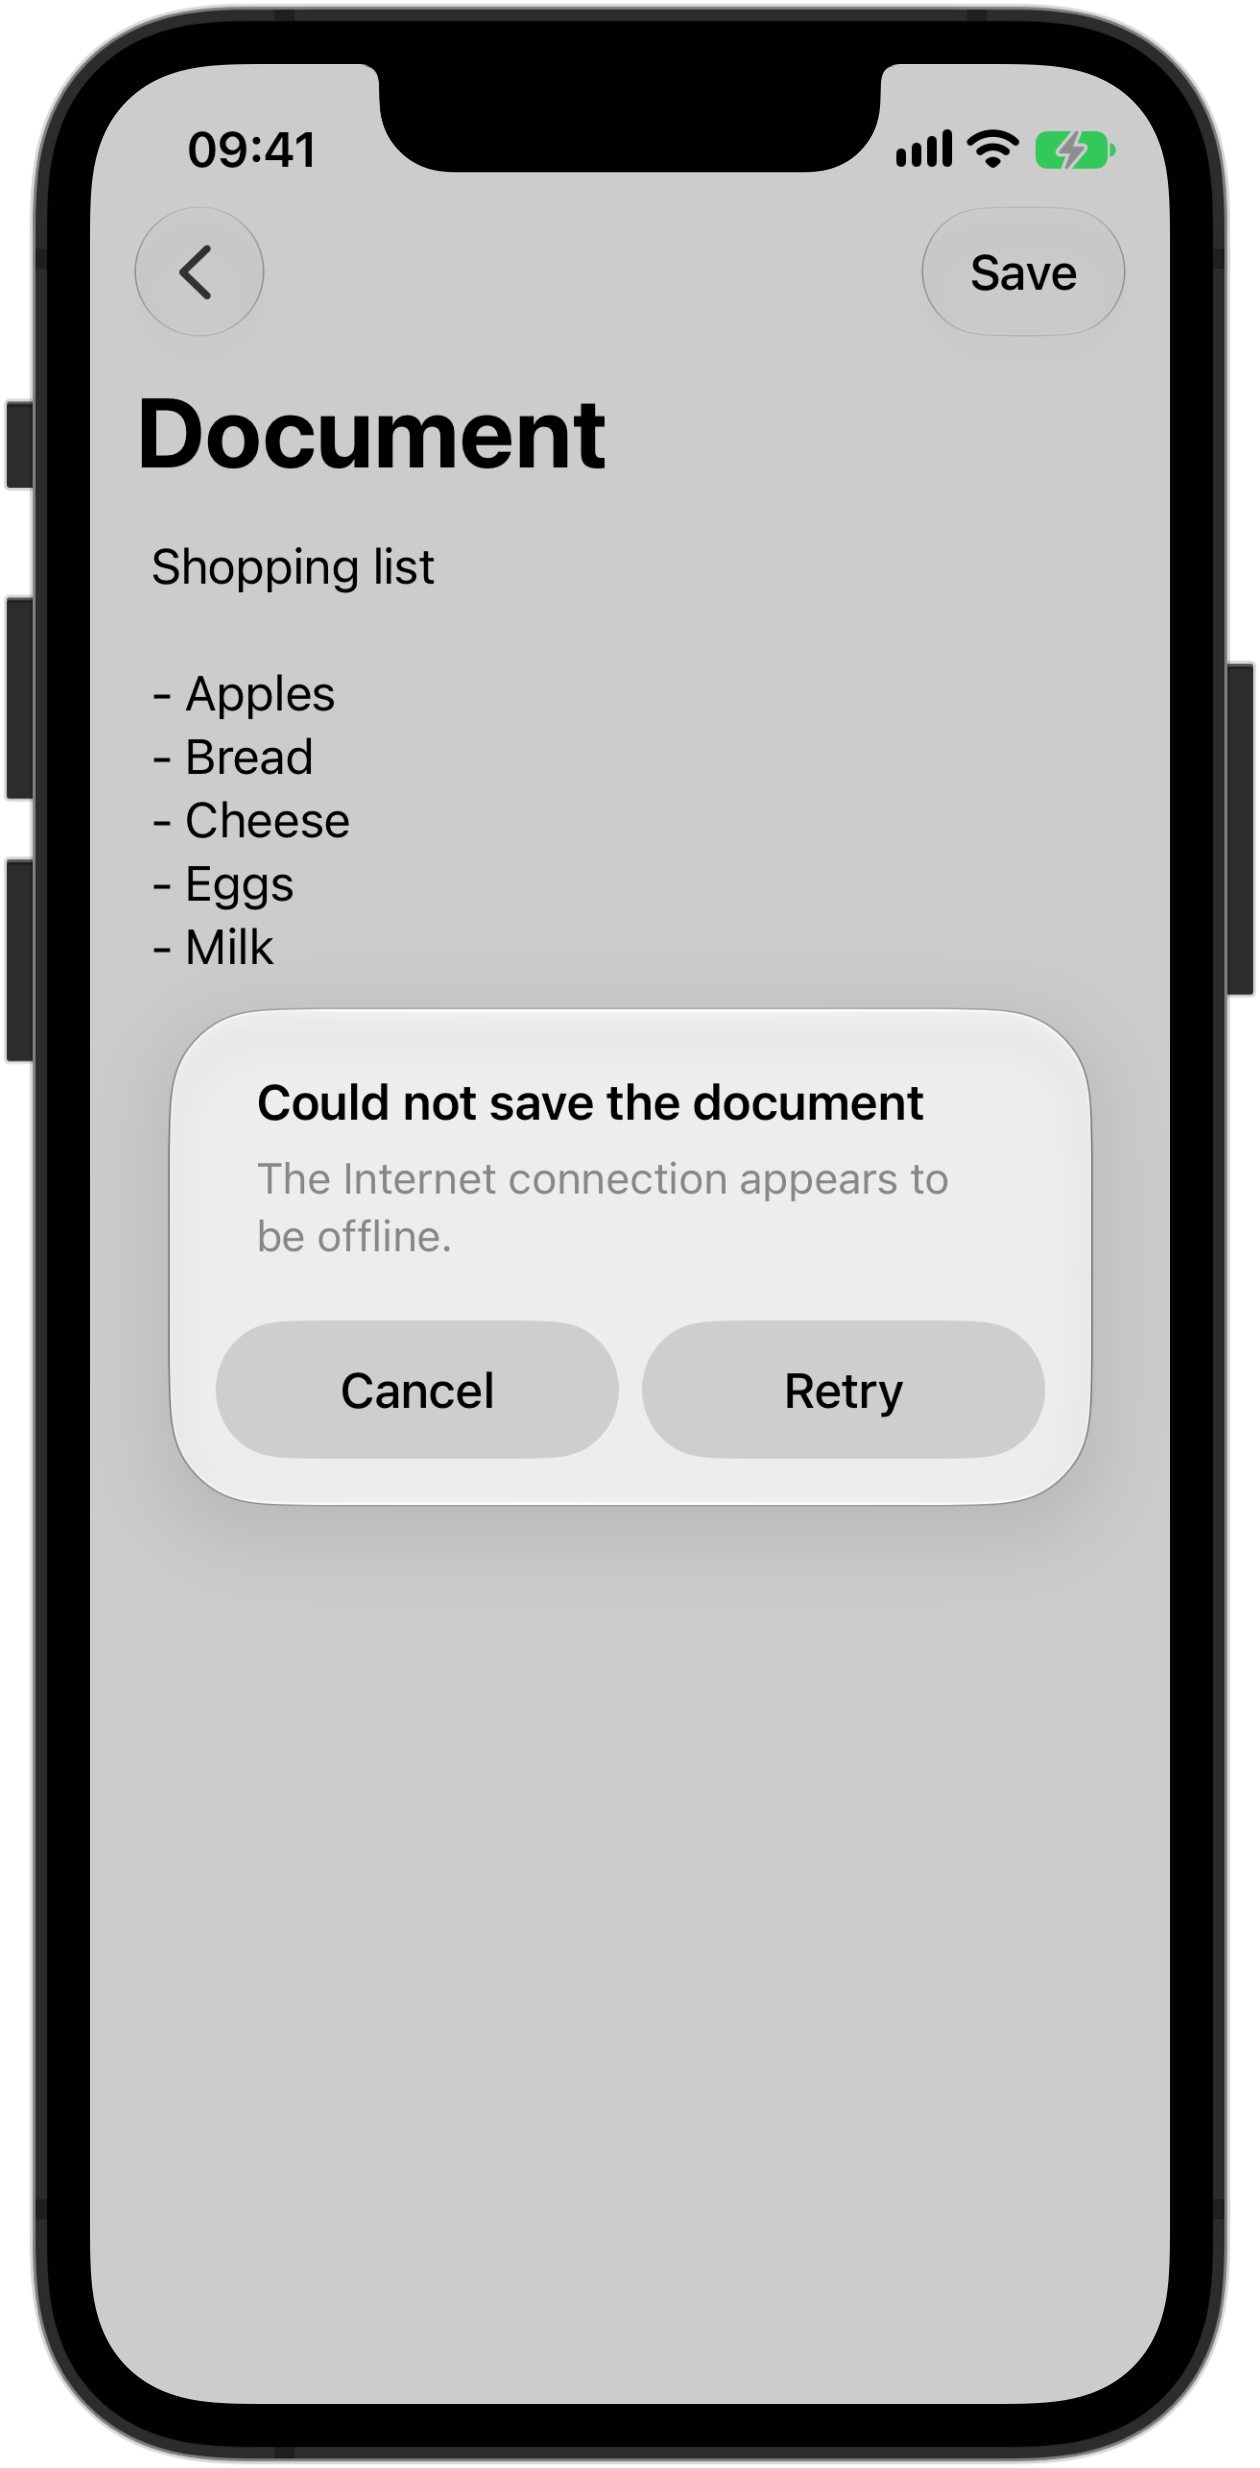 09:41
Save
Document
Shopping list
- Apples
- Bread
- Cheese
- Eggs
- Milk
Could not save the document
The Internet connection appears to
be offline.
Cancel
Retry